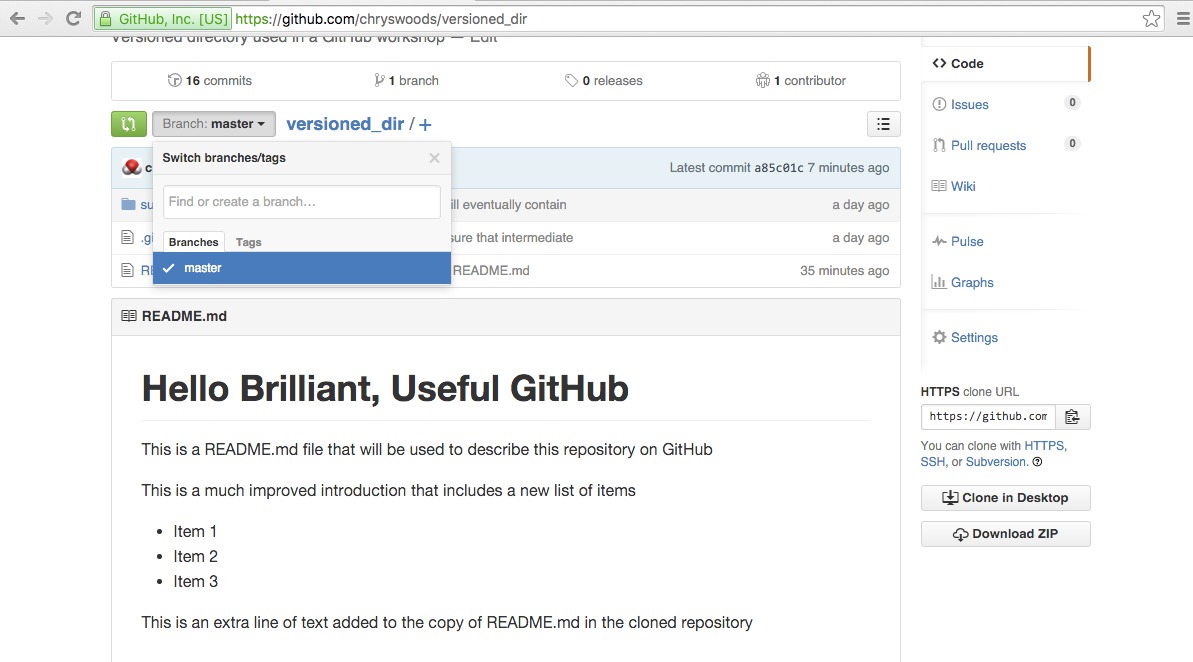 GitHub, Inc. [US] https://github.com/chryswoods/versioned_dir
Versioned directory used in a GitHub workshop — Edit
16 commits 1 branch 0 releases 1 contributor
Branch: master versioned_dir / +
Switch branches/tags
Find or create a branch...
Branches Tags
master
c Latest commit a85c01c 7 minutes ago
su ill eventually contain a day ago
.gi sure that intermediate a day ago
RE README.md 35 minutes ago
README.md
Hello Brilliant, Useful GitHub
This is a README.md file that will be used to describe this repository on GitHub
This is a much improved introduction that includes a new list of items
• Item 1
• Item 2
• Item 3
This is an extra line of text added to the copy of README.md in the cloned repository
Code
Issues 0
Pull requests 0
Wiki
Pulse
Graphs
Settings
HTTPS clone URL
https://github.com
You can clone with HTTPS,
SSH, or Subversion.
Clone in Desktop
Download ZIP